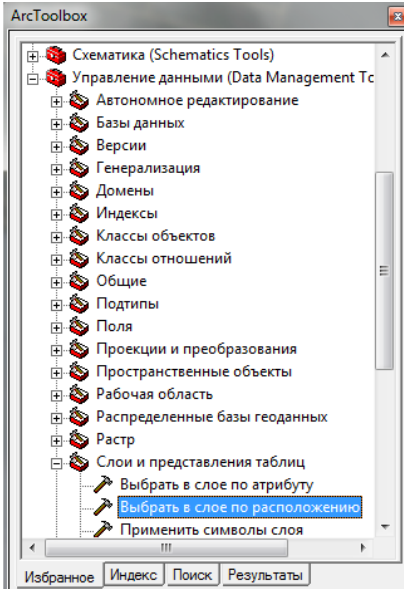 ArcToolbox
Схематика (Schematics Tools)
Управление данными (Data Management Tc
Автономное редактирование
Базы данных
Версии
Генерализация
Домены
Индексы
Классы объектов
Классы отношений
Общие
Подтипы
Поля
Проекции и преобразования
Пространственные объекты
Рабочая область
Распределенные базы геоданных
Растр
Слои и представления таблиц
Выбрать в слое по атрибуту
Выбрать в слое по расположению
Применить символы слоя
Избранное Индекс Поиск Результаты